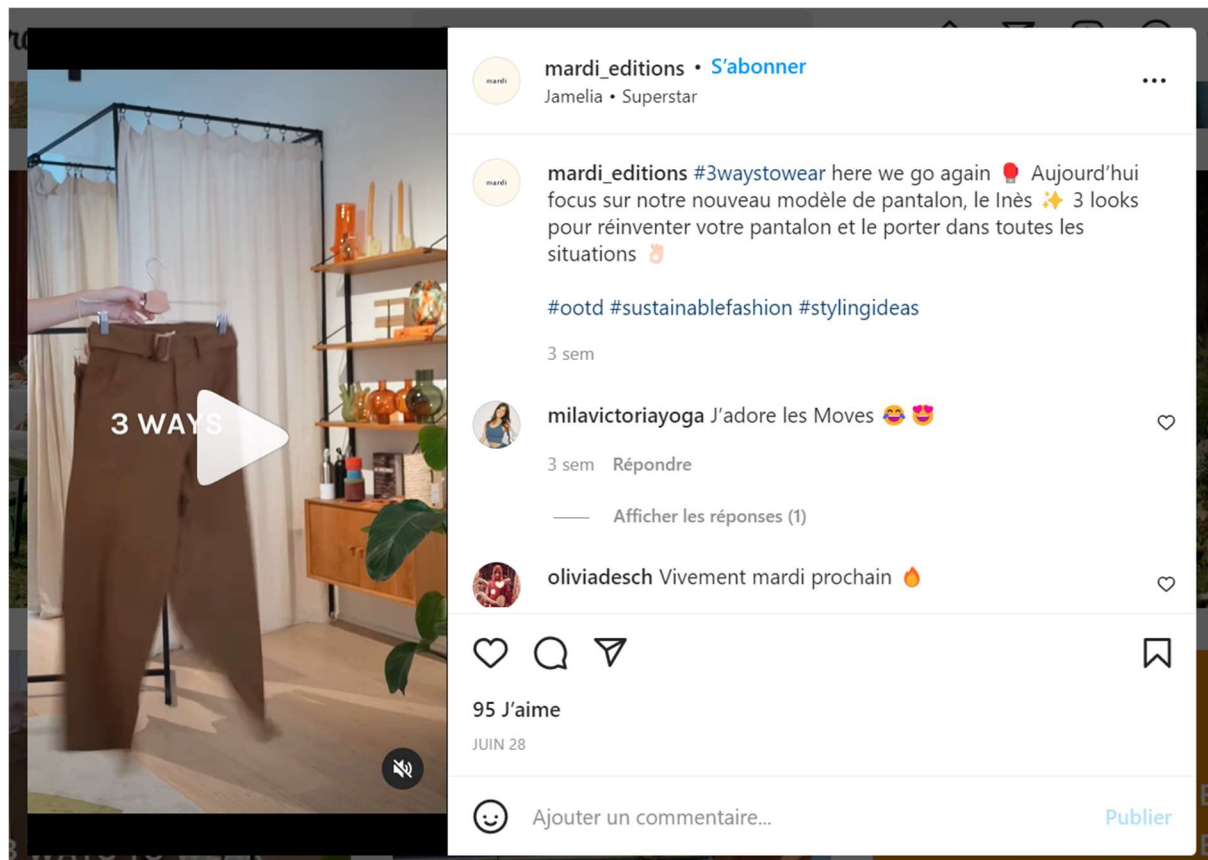 mardi
mardi_editions • S’abonner
Jamelia • Superstar
mardi
mardi_editions #3waystowear here we go again 🥊 Aujourd’hui
focus sur notre nouveau modèle de pantalon, le Inès ✨ 3 looks
pour réinventer votre pantalon et le porter dans toutes les
situations 👌🏻
#ootd #sustainablefashion #stylingideas
3 sem
3 WAYS
milavictoriayoga J’adore les Moves 😂😍
3 sem Répondre
Afficher les réponses (1)
oliviadesch Vivement mardi prochain 🔥
95 J’aime
JUIN 28
Ajouter un commentaire...
Publier